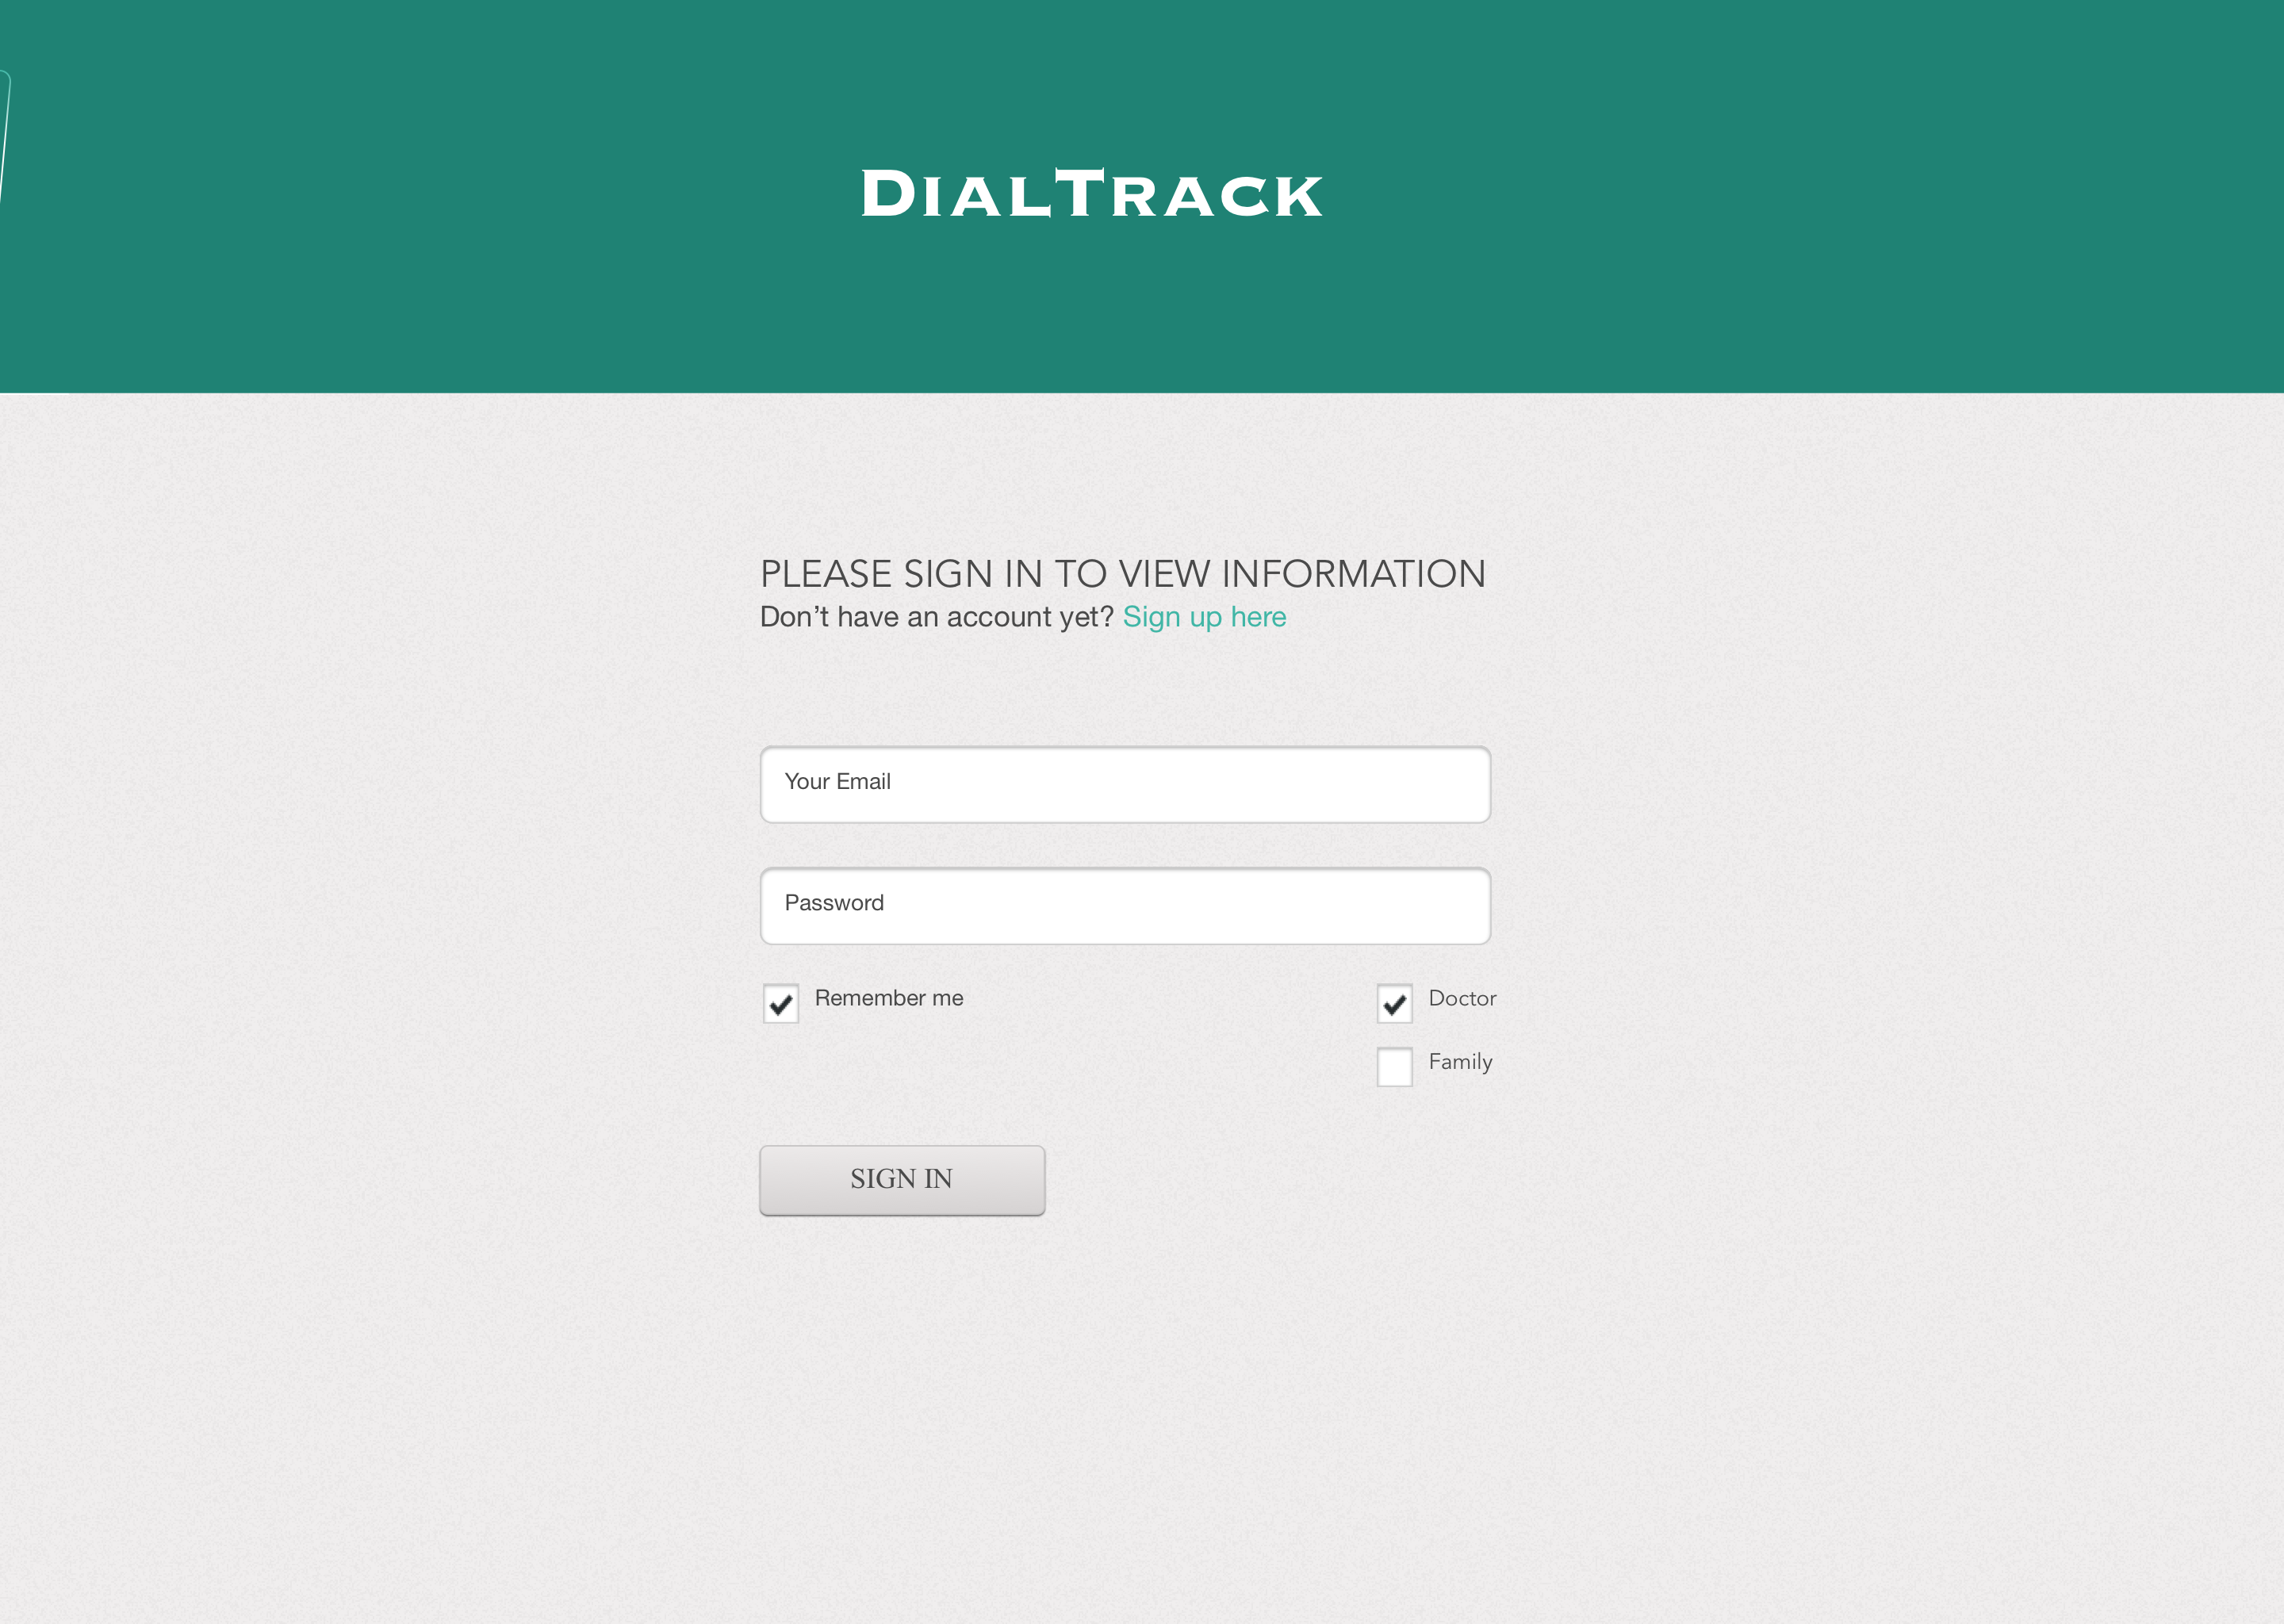 DIALTRACK
PLEASE SIGN IN TO VIEW INFORMATION
Don’t have an account yet? Sign up here
Your Email
Password
Remember me
Doctor
Family
SIGN IN